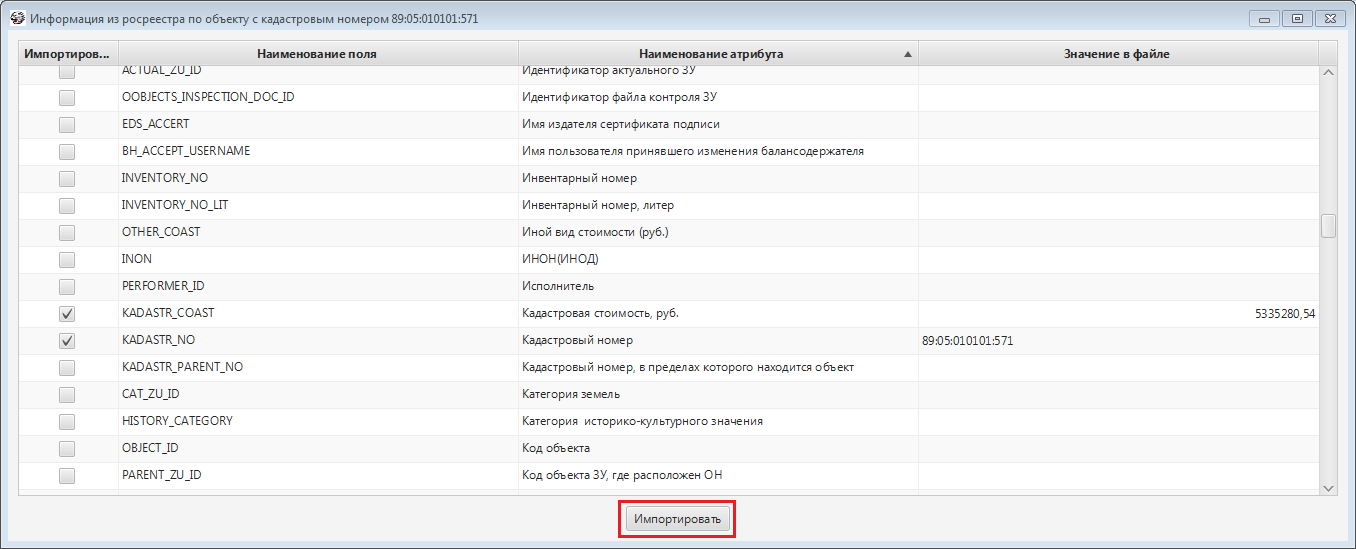 Информация из росреестра по объекту с кадастровым номером 89:05:010101:571
Импортиров... Наименование поля Наименование атрибута Значение в файле
ACTUAL_ZU_ID Идентификатор актуального ЗУ
OOBJECTS_INSPECTION_DOC_ID Идентификатор файла контроля ЗУ
EDS_ACCERT Имя издателя сертификата подписи
BH_ACCEPT_USERNAME Имя пользователя принявшего изменения балансодержателя
INVENTORY_NO Инвентарный номер
INVENTORY_NO_LIT Инвентарный номер, литер
OTHER_COAST Иной вид стоимости (руб.)
INON ИНОН(ИНОД)
PERFORMER_ID Исполнитель
KADASTR_COAST Кадастровая стоимость, руб. 5335280,54
KADASTR_NO Кадастровый номер 89:05:010101:571
KADASTR_PARENT_NO Кадастровый номер, в пределах которого находится объект
CAT_ZU_ID Категория земель
HISTORY_CATEGORY Категория историко-культурного значения
OBJECT_ID Код объекта
PARENT_ZU_ID Код объекта ЗУ, где расположен ОН
Импортировать